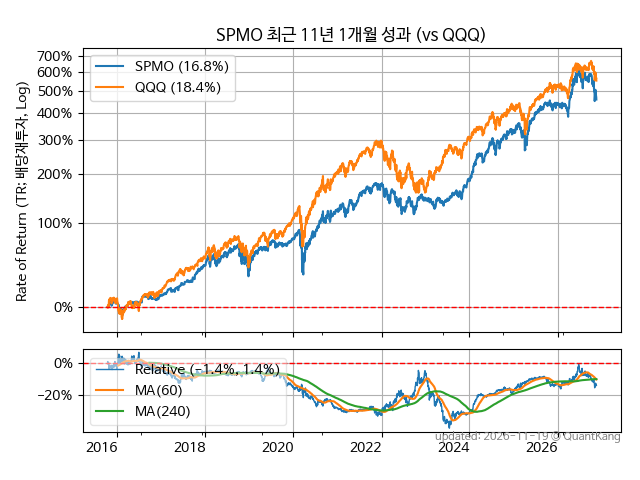 SPMO 최근 11년 1개월 성과 (vs QQQ)
Rate of Return (TR: 배당재투자, Log)
700%
600%
500%
400%
300%
200%
100%
0%
SPMO (16.8%)
QQQ (18.4%)
0%
−20%
Relative (−1.4%, 1.4%)
MA(60)
MA(240)
2016 2018 2020 2022 2024 2026
updated: 2026-11-19 © QuantKang